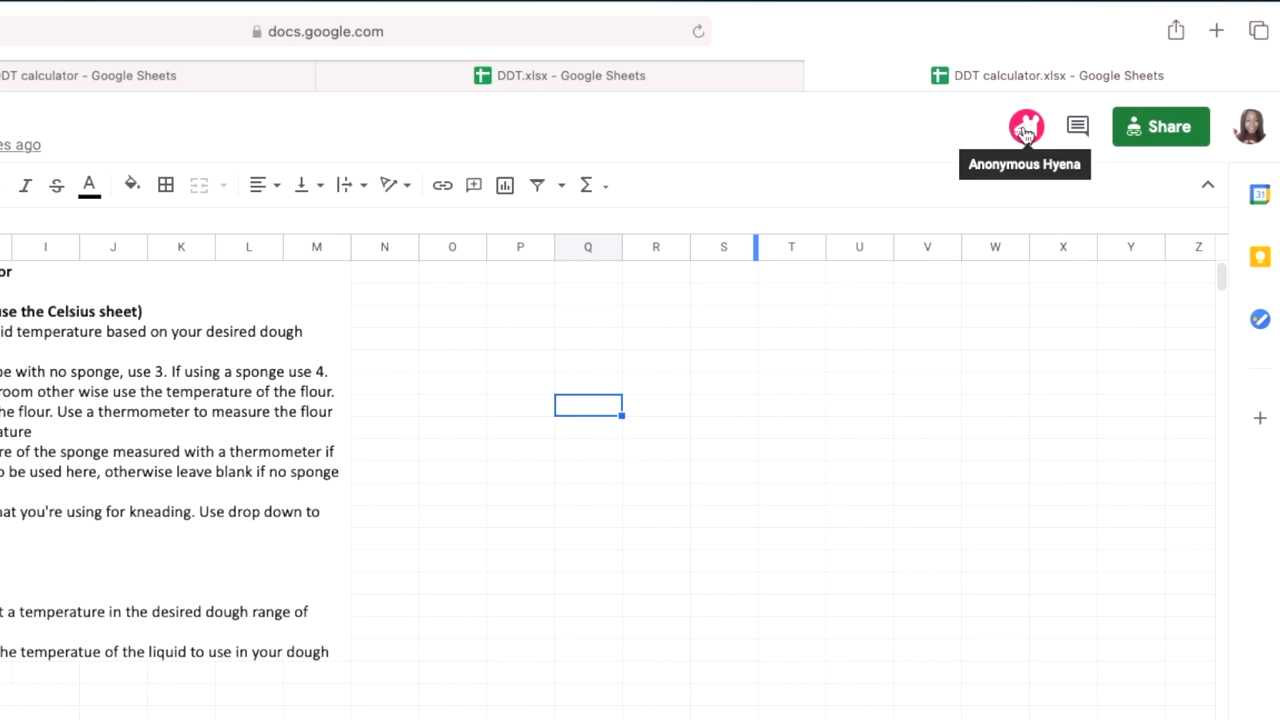 docs.google.com
DT calculator - Google Sheets
DDT.xlsx - Google Sheets
DDT calculator.xlsx - Google Sheets
es ago
Share
Anonymous Hyena
31
I J K L M N O P Q R S T U V W X Y Z
or
use the Celsius sheet)
id temperature based on your desired dough
be with no sponge, use 3. If using a sponge use 4.
room other wise use the temperature of the flour.
he flour. Use a thermometer to measure the flour
ature
re of the sponge measured with a thermometer if
o be used here, otherwise leave blank if no sponge
hat you're using for kneading. Use drop down to
t a temperature in the desired dough range of
he temperatue of the liquid to use in your dough